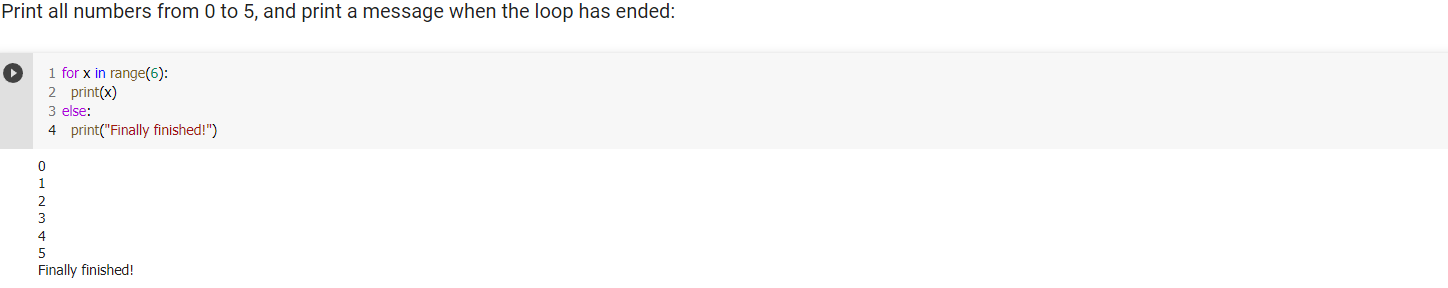 Print all numbers from 0 to 5, and print a message when the loop has ended:
1 for x in range(6):
2   print(x)
3 else:
4   print("Finally finished!")
0
1
2
3
4
5
Finally finished!